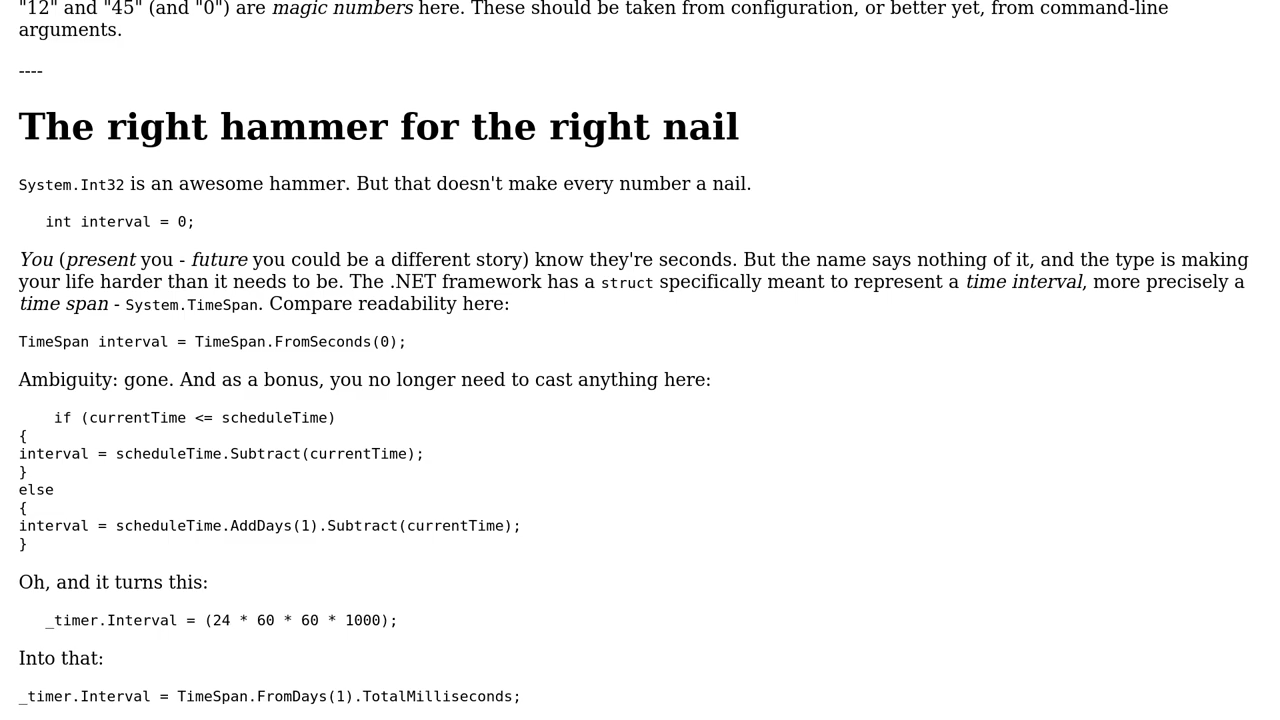 "12" and "45" (and "0") are magic numbers here. These should be taken from configuration, or better yet, from command-line
arguments.
----
The right hammer for the right nail
System.Int32 is an awesome hammer. But that doesn't make every number a nail.
int interval = 0;
You (present you - future you could be a different story) know they're seconds. But the name says nothing of it, and the type is making
your life harder than it needs to be. The .NET framework has a struct specifically meant to represent a time interval, more precisely a
time span - System.TimeSpan. Compare readability here:
TimeSpan interval = TimeSpan.FromSeconds(0);
Ambiguity: gone. And as a bonus, you no longer need to cast anything here:
if (currentTime <= scheduleTime)
{
interval = scheduleTime.Subtract(currentTime);
}
else
{
interval = scheduleTime.AddDays(1).Subtract(currentTime);
}
Oh, and it turns this:
_timer.Interval = (24 * 60 * 60 * 1000);
Into that:
_timer.Interval = TimeSpan.FromDays(1).TotalMilliseconds;